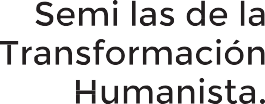 Semi las de la
Transformación
Humanista.